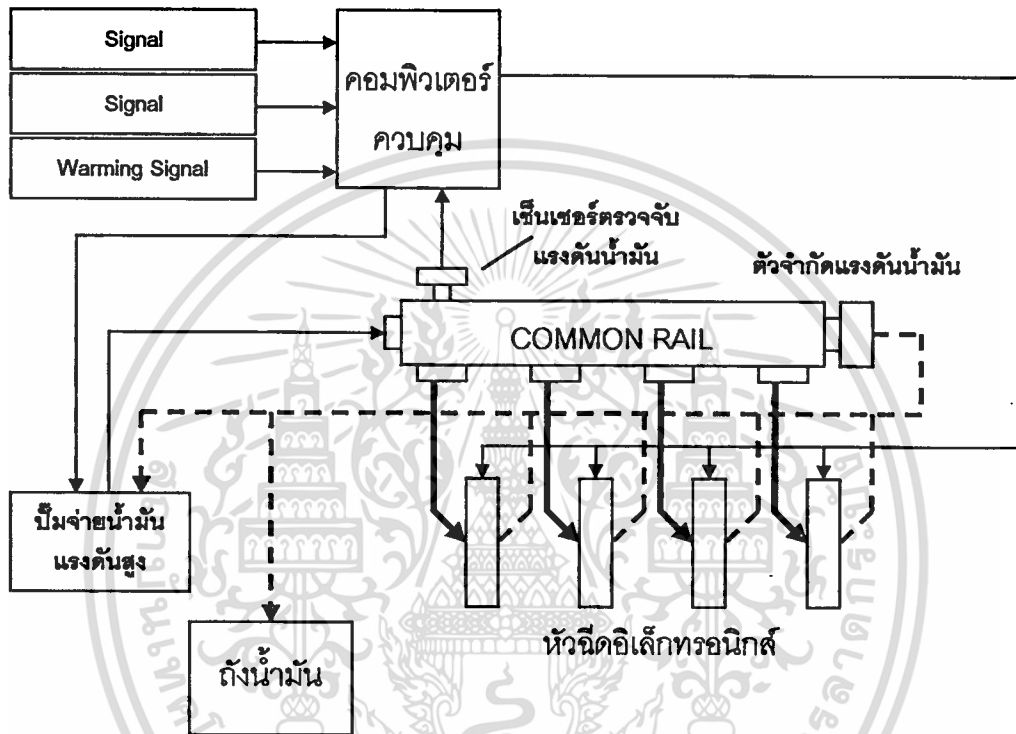 Signal
Signal
Warming Signal
คอมพิวเตอร์
ควบคุม
เซ็นเซอร์ตรวจจับ
แรงดันน้ำมัน
ตัวจำกัดแรงดันน้ำมัน
COMMON RAIL
ปั๊มจ่ายน้ำมัน
แรงดันสูง
ถังน้ำมัน
หัวฉีดอิเล็กทรอนิกส์